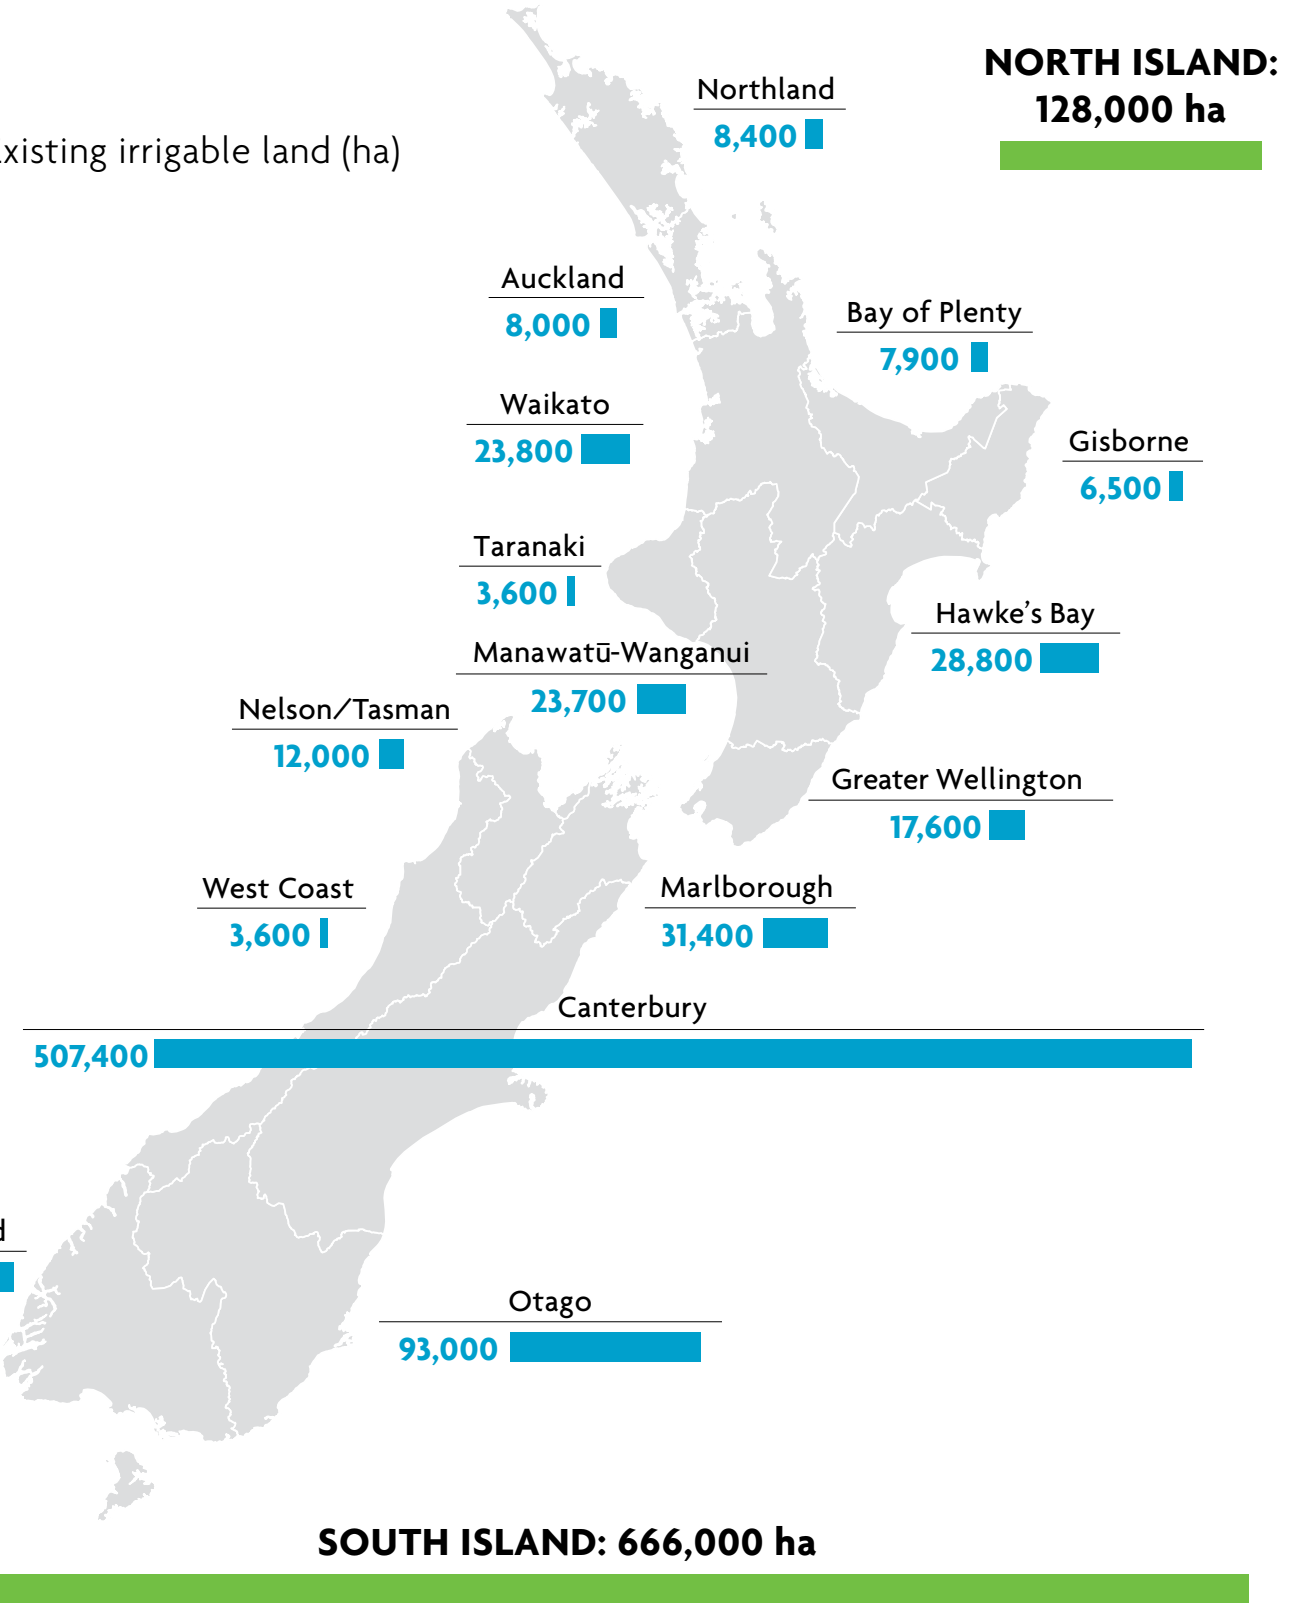 NORTH ISLAND:
128,000 ha
Northland
8,400
irrigable land (ha)
Auckland
8,000
Bay of Plenty
7,900
Waikato
23,800
Gisborne
6,500
Taranaki
3,600
Hawke's Bay
28,800
Manawatū-Wanganui
23,700
Nelson/Tasman
12,000
Greater Wellington
17,600
West Coast
3,600
Marlborough
31,400
Canterbury
507,400
Otago
93,000
SOUTH ISLAND: 666,000 ha